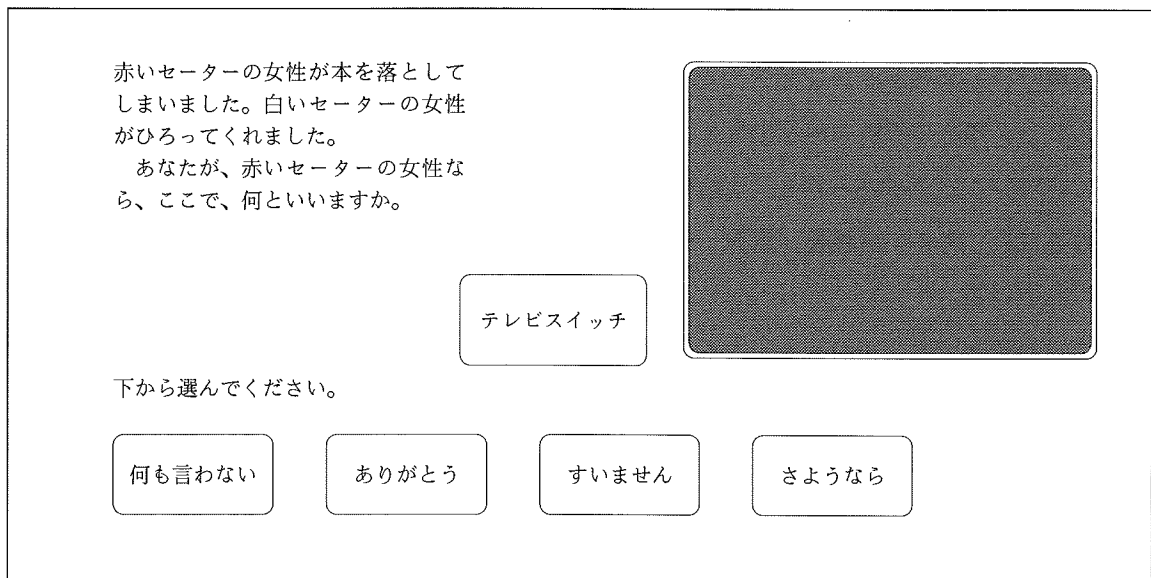 赤いセーターの女性が本を落として
しまいました。白いセーターの女性
がひろってくれました。
　あなたが、赤いセーターの女性な
ら、ここで、何といいますか。
テレビスイッチ
下から選んでください。
何も言わない
ありがとう
すいません
さようなら